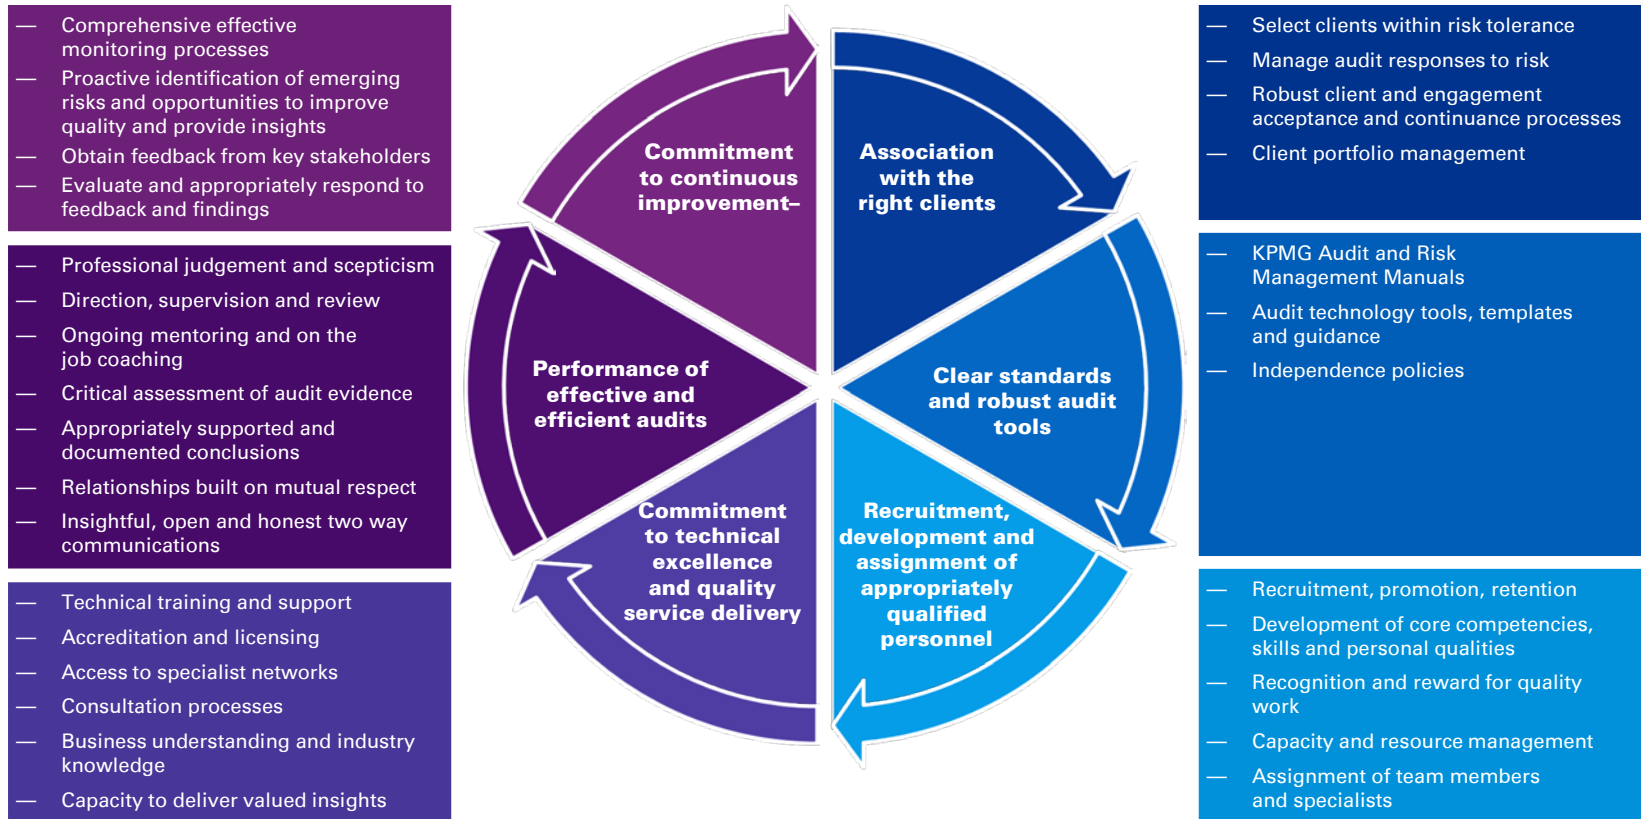 — Comprehensive effective
monitoring processes
— Proactive identification of emerging
risks and opportunities to improve
quality and provide insights
— Obtain feedback from key stakeholders
— Evaluate and appropriately respond to
feedback and findings
— Professional judgement and scepticism
— Direction, supervision and review
— Ongoing mentoring and on the
job coaching
— Critical assessment of audit evidence
— Appropriately supported and
documented conclusions
— Relationships built on mutual respect
— Insightful, open and honest two way
communications
— Technical training and support
— Accreditation and licensing
— Access to specialist networks
— Consultation processes
— Business understanding and industry
knowledge
— Capacity to deliver valued insights
Commitment
to continuous
improvement–
Association
with the
right clients
Performance of
effective and
efficient audits
Clear standards
and robust audit
tools
Commitment
to technical
excellence
and quality
service delivery
Recruitment,
development and
assignment of
appropriately
qualified
personnel
— Select clients within risk tolerance
— Manage audit responses to risk
— Robust client and engagement
acceptance and continuance processes
— Client portfolio management
— KPMG Audit and Risk
Management Manuals
— Audit technology tools, templates
and guidance
— Independence policies
— Recruitment, promotion, retention
— Development of core competencies,
skills and personal qualities
— Recognition and reward for quality
work
— Capacity and resource management
— Assignment of team members
and specialists